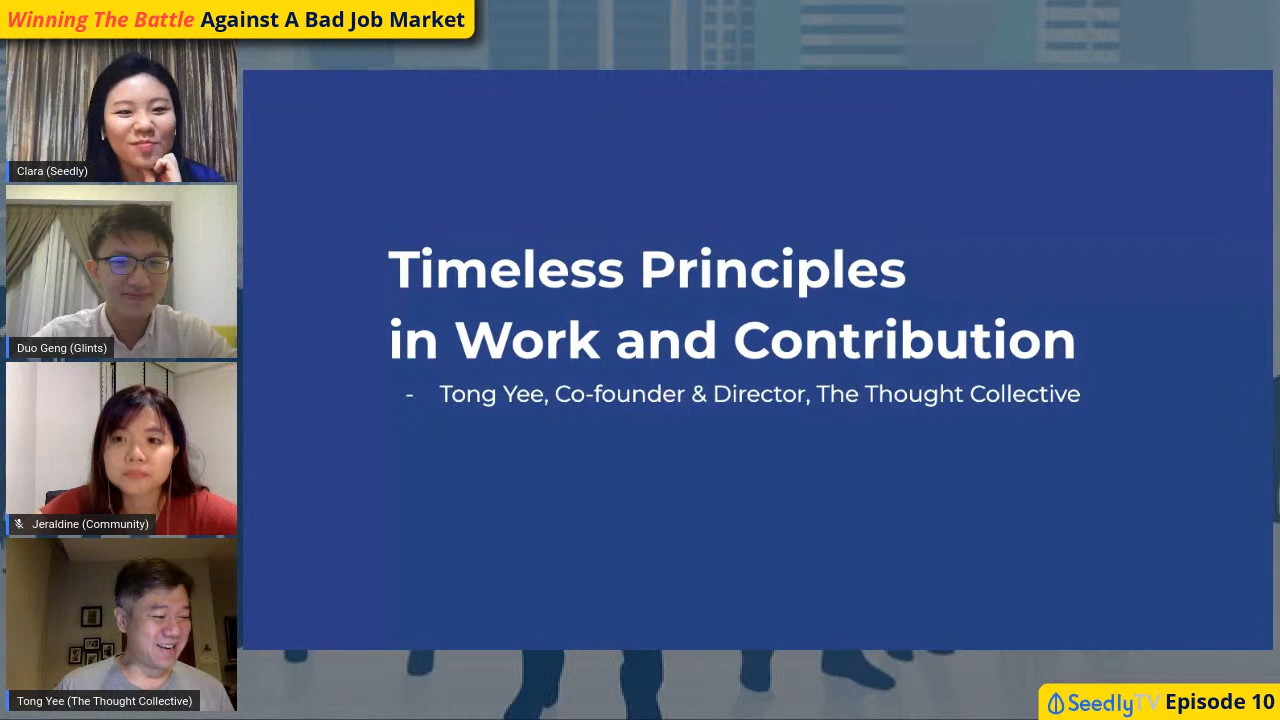 Winning The Battle Against A Bad Job Market
Clara (Seedly)
Duo Geng (Glints)
Jeraldine (Community)
Tong Yee (The Thought Collective)
Timeless Principles
in Work and Contribution
- Tong Yee, Co-founder & Director, The Thought Collective
SeedlyTV Episode 10